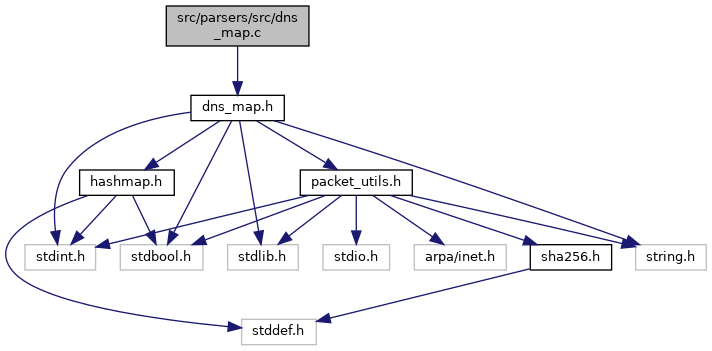 src/parsers/src/dns
_map.c
dns_map.h
hashmap.h
packet_utils.h
stdint.h
stdbool.h
stdlib.h
stdio.h
arpa/inet.h
sha256.h
string.h
stddef.h